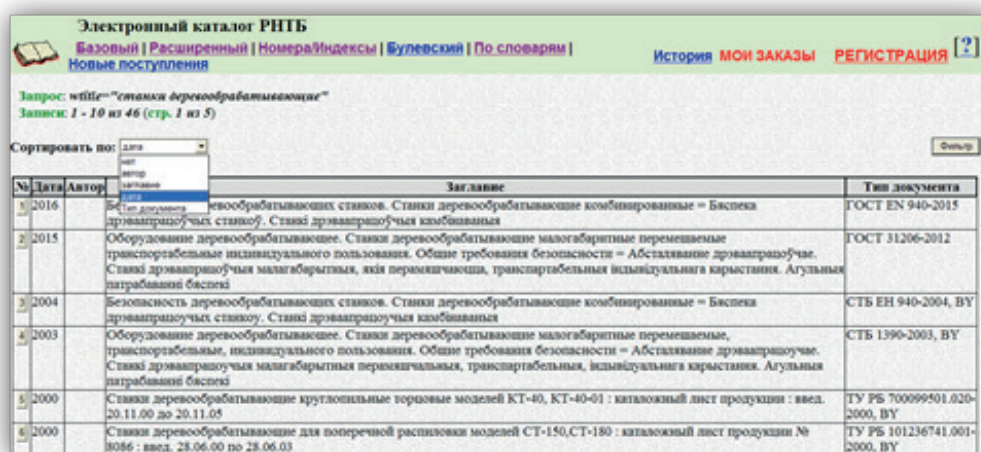 Электронный каталог РНТБ
Базовый | Расширенный | Номера/Индексы | Булевский | По словарям |
Новые поступления
История МОИ ЗАКАЗЫ РЕГИСТРАЦИЯ [?]
Запрос: wtitle="станки деревообрабатывающие"
Записи: 1 - 10 из 46 (стр. 1 из 5)
Сортировать по: дата
Фильтр
нет
автор
заглавие
дата
Тип документа
№ Дата Автор Заглавие Тип документа
1 2016 Бе евообрабатывающих станков. Станки деревообрабатывающие комбинированные = Бяспека ГОСТ EN 940-2015
дрэваапрацоўчых станкоў. Станкі дрэваапрацоўчыя камбінаваныя
2 2015 Оборудование деревообрабатывающее. Станки деревообрабатывающие малогабаритные перемещаемые ГОСТ 31206-2012
транспортабельные индивидуального пользования. Общие требования безопасности = Абсталяванне дрэваапрацоўчае.
Станкі дрэваапрацоўчыя малагабарытныя, якія перамяшчаюцца, транспартабельныя індывідуальнага карыстання. Агульныя
патрабаванні бяспекі
3 2004 Безопасность деревообрабатывающих станков. Станки деревообрабатывающие комбинированные = Бяспека СТБ ЕН 940-2004, BY
дрэваапрацоучых станкоу. Станкі дрэваапрацоучыя камбінаваныя
4 2003 Оборудование деревообрабатывающее. Станки деревообрабатывающие малогабаритные перемещаемые, СТБ 1390-2003, BY
транспортабельные, индивидуального пользования. Общие требования безопасности = Абсталяванне дрэваапрацоучае.
Станкі дрэваапрацоучыя малагабарытныя перамяшчальныя, транспартабельныя, індывідуальнага карыстання. Агульныя
патрабаванні бяспекі
5 2000 Станки деревообрабатывающие круглопильные торцовые моделей КТ-40, КТ-40-01 : каталожный лист продукции : введ. ТУ РБ 700099501.020-
20.11.00 до 20.11.05 2000, BY
6 2000 Станки деревообрабатывающие для поперечной распиловки моделей СТ-150,СТ-180 : каталожный лист продукции № ТУ РБ 101236741.001-
8086 : введ. 28.06.00 по 28.06.03 2000, BY